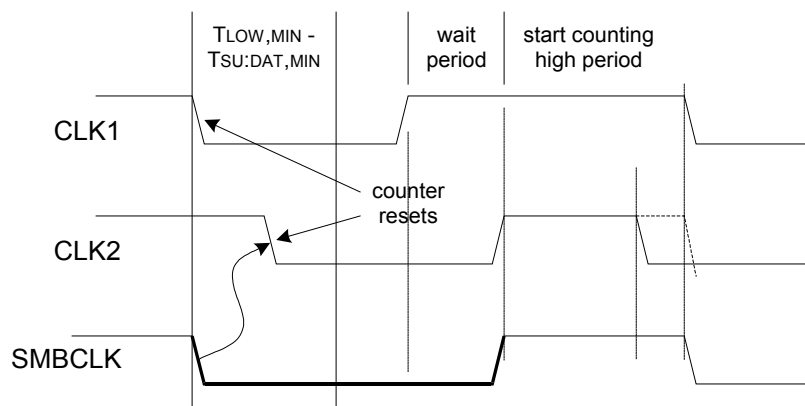 TLOW,MIN -
TSU:DAT,MIN
wait
period
start counting
high period
CLK1
counter
resets
CLK2
SMBCLK